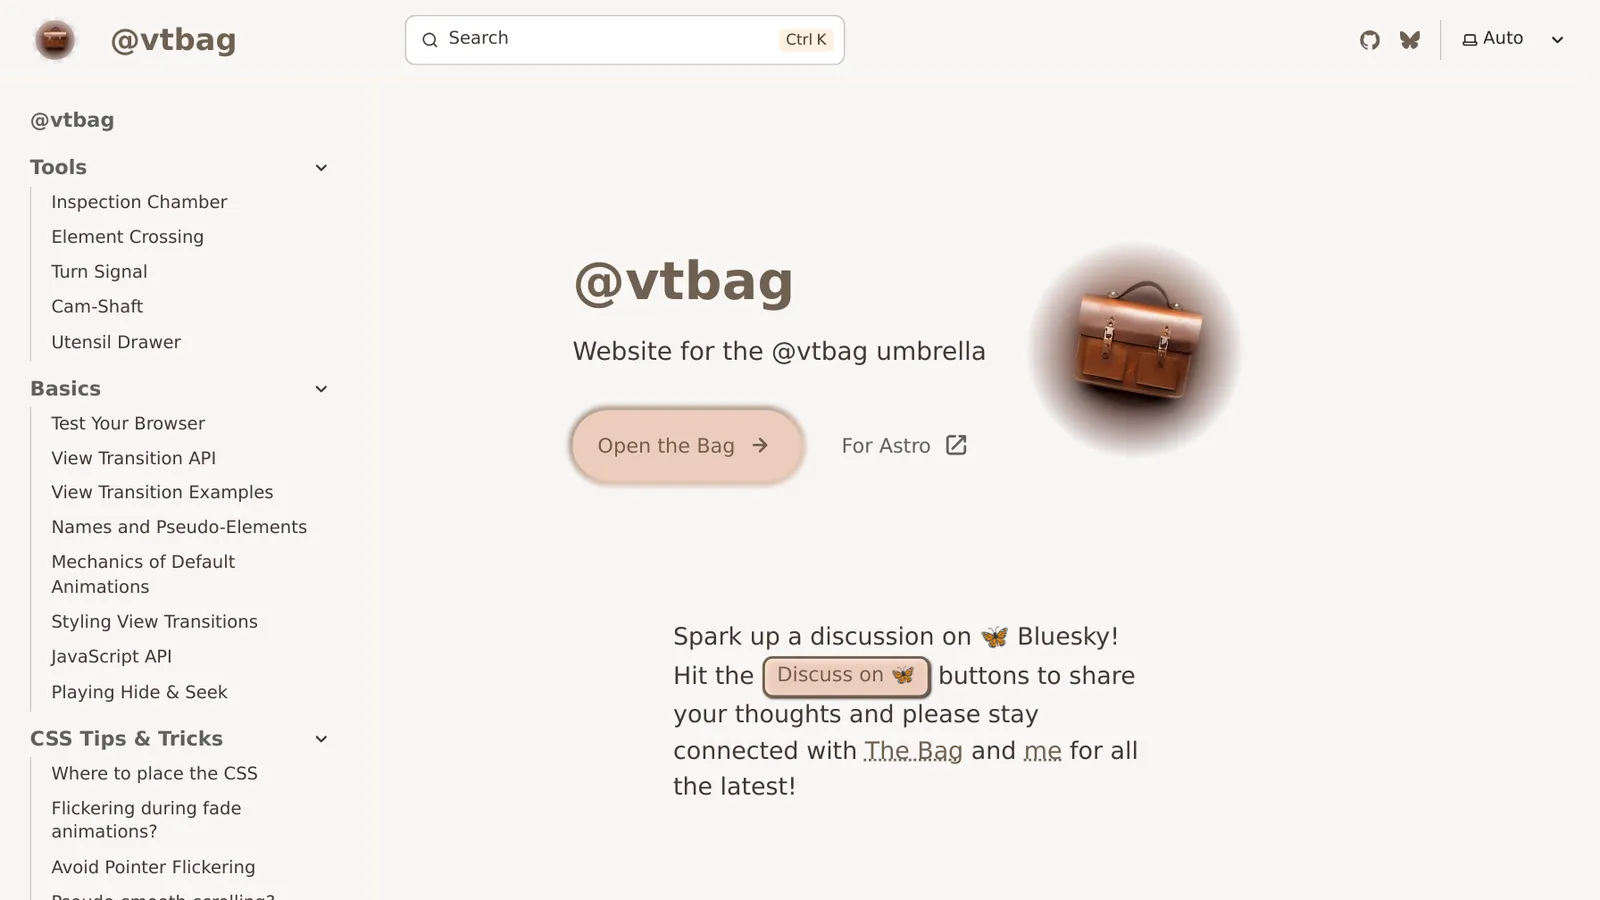 @vtbag
Search
Ctrl K
Auto
@vtbag
Tools
Inspection Chamber
Element Crossing
Turn Signal
Cam-Shaft
Utensil Drawer
Basics
Test Your Browser
View Transition API
View Transition Examples
Names and Pseudo-Elements
Mechanics of Default
Animations
Styling View Transitions
JavaScript API
Playing Hide & Seek
CSS Tips & Tricks
Where to place the CSS
Flickering during fade
animations?
Avoid Pointer Flickering
Pseudo-smooth scrolling?
@vtbag
Website for the @vtbag umbrella
Open the Bag
For Astro
Spark up a discussion on 🦋 Bluesky!
Hit the Discuss on 🦋 buttons to share
your thoughts and please stay
connected with The Bag and me for all
the latest!